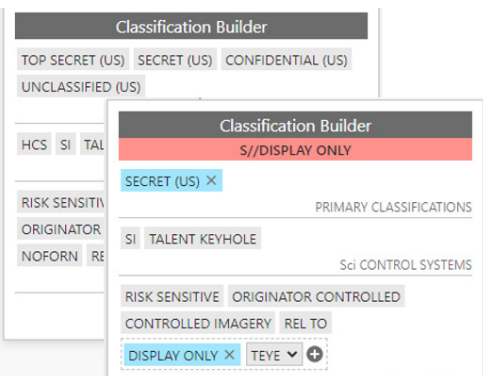 Classification Builder
TOP SECRET (US) SECRET (US) CONFIDENTIAL (US)
UNCLASSIFIED (US)
HCS SI
RISK
ORIGINATOR
NOFORN
Classification Builder
S//DISPLAY ONLY
SECRET (US) ×
PRIMARY CLASSIFICATIONS
SI TALENT KEYHOLE
Sci CONTROL SYSTEMS
RISK SENSITIVE ORIGINATOR CONTROLLED
CONTROLLED IMAGERY REL TO
DISPLAY ONLY × TEYE